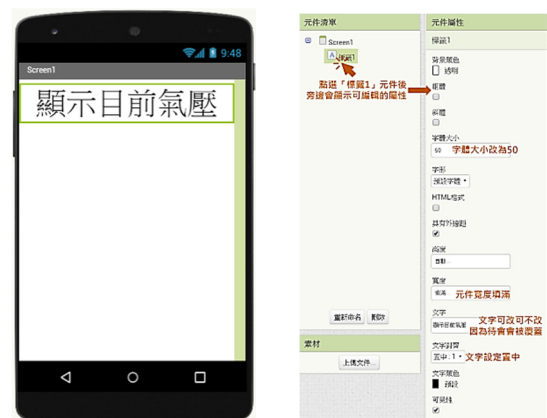 9:48
Screen1
顯示目前氣壓
元件清單
Screen1
標籤1
點選「標籤1」元件後
旁邊會顯示可編輯的屬性
重新命名 刪除
素材
上傳文件...
元件屬性
標籤1
背景顏色
透明
粗體
斜體
字體大小
50 字體大小改為50
字形
預設字體
HTML格式
具有外邊距
高度
自動...
寬度
填滿 元件寬度填滿
文字
顯示目前氣壓
文字可改可不改
因為待會會被覆蓋
文字對齊
置中 : 1 文字設定置中
文字顏色
預設
可見性